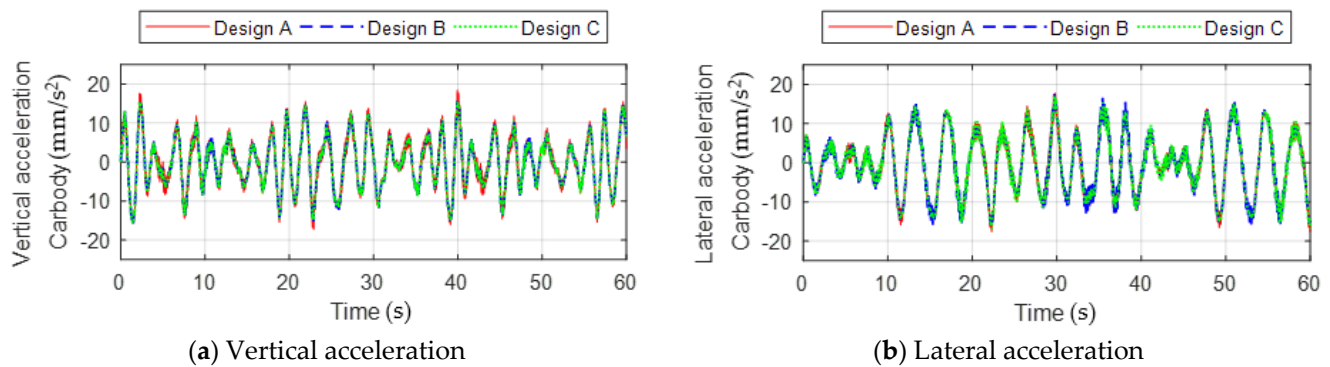 Design A Design B Design C
Vertical acceleration
Carbody (mm/s²)
20
10
0
-10
-20
0 10 20 30 40 50 60
Time (s)
(a) Vertical acceleration
Design A Design B Design C
Lateral acceleration
Carbody (mm/s²)
20
10
0
-10
-20
0 10 20 30 40 50 60
Time (s)
(b) Lateral acceleration